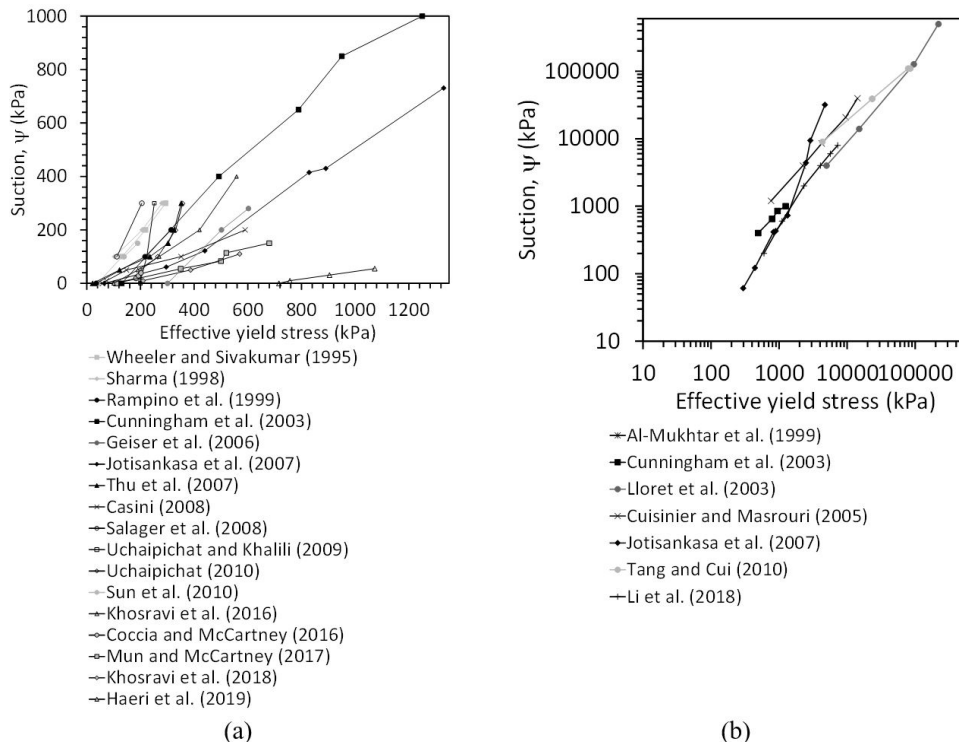 (a)
1000
800
600
400
200
0
Suction, ψ (kPa)
0 200 400 600 800 1000 1200
Effective yield stress (kPa)
Wheeler and Sivakumar (1995)
Sharma (1998)
Rampino et al. (1999)
Cunningham et al. (2003)
Geiser et al. (2006)
Jotisankasa et al. (2007)
Thu et al. (2007)
Casini (2008)
Salager et al. (2008)
Uchaipichat and Khalili (2009)
Uchaipichat (2010)
Sun et al. (2010)
Khosravi et al. (2016)
Coccia and McCartney (2016)
Mun and McCartney (2017)
Khosravi et al. (2018)
Haeri et al. (2019)
(a)
(b)
100000
10000
1000
100
10
Suction, ψ (kPa)
10 100 1000 10000 100000
Effective yield stress (kPa)
Al-Mukhtar et al. (1999)
Cunningham et al. (2003)
Lloret et al. (2003)
Cuisinier and Masrouri (2005)
Jotisankasa et al. (2007)
Tang and Cui (2010)
Li et al. (2018)
(b)